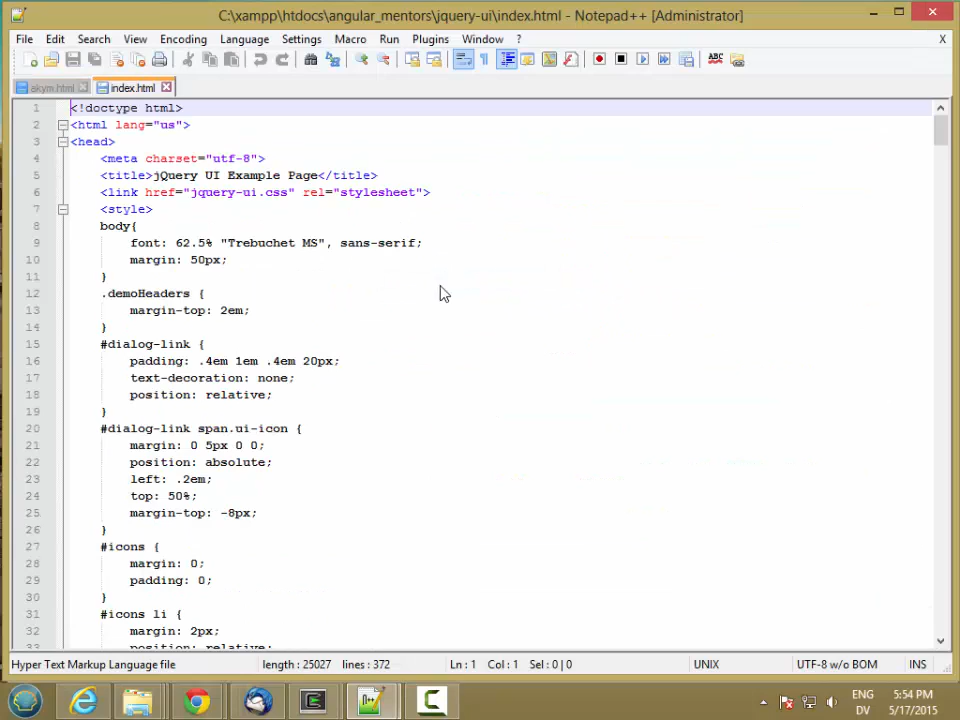 C:\xampp\htdocs\angular_mentors\jquery-ui\index.html - Notepad++ [Administrator]
File Edit Search View Encoding Language Settings Macro Run Plugins Window ? X
akym.html index.html
1 <!doctype html>
2 <html lang="us">
3 <head>
4 <meta charset="utf-8">
5 <title>jQuery UI Example Page</title>
6 <link href="jquery-ui.css" rel="stylesheet">
7 <style>
8 body{
9 font: 62.5% "Trebuchet MS", sans-serif;
10 margin: 50px;
11 }
12 .demoHeaders {
13 margin-top: 2em;
14 }
15 #dialog-link {
16 padding: .4em 1em .4em 20px;
17 text-decoration: none;
18 position: relative;
19 }
20 #dialog-link span.ui-icon {
21 margin: 0 5px 0 0;
22 position: absolute;
23 left: .2em;
24 top: 50%;
25 margin-top: -8px;
26 }
27 #icons {
28 margin: 0;
29 padding: 0;
30 }
31 #icons li {
32 margin: 2px;
33 position: relative;
Hyper Text Markup Language file length : 25027 lines : 372 Ln : 1 Col : 1 Sel : 0 | 0 UNIX UTF-8 w/o BOM INS
ENG 5:54 PM
DV 5/17/2015